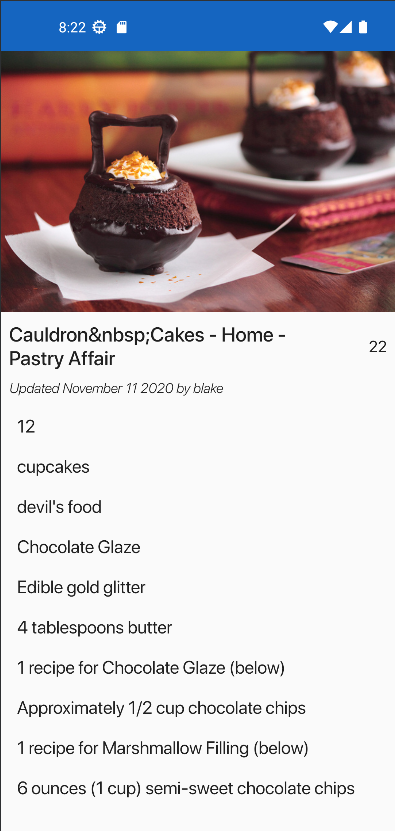 8:22
Cauldron&nbsp;Cakes - Home -
Pastry Affair
22
Updated November 11 2020 by blake
12
cupcakes
devil's food
Chocolate Glaze
Edible gold glitter
4 tablespoons butter
1 recipe for Chocolate Glaze (below)
Approximately 1/2 cup chocolate chips
1 recipe for Marshmallow Filling (below)
6 ounces (1 cup) semi-sweet chocolate chips